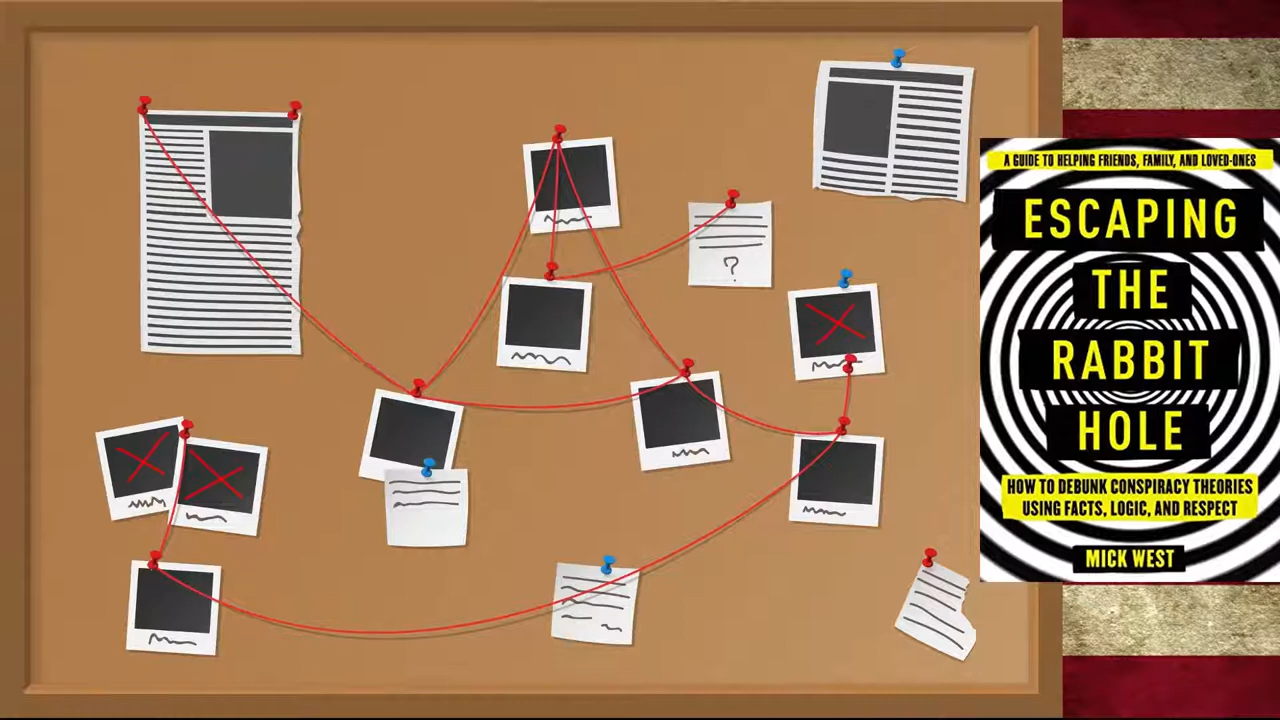 ?
A GUIDE TO HELPING FRIENDS, FAMILY, AND LOVED-ONES
ESCAPING
THE
RABBIT
HOLE
HOW TO DEBUNK CONSPIRACY THEORIES
USING FACTS, LOGIC, AND RESPECT
MICK WEST